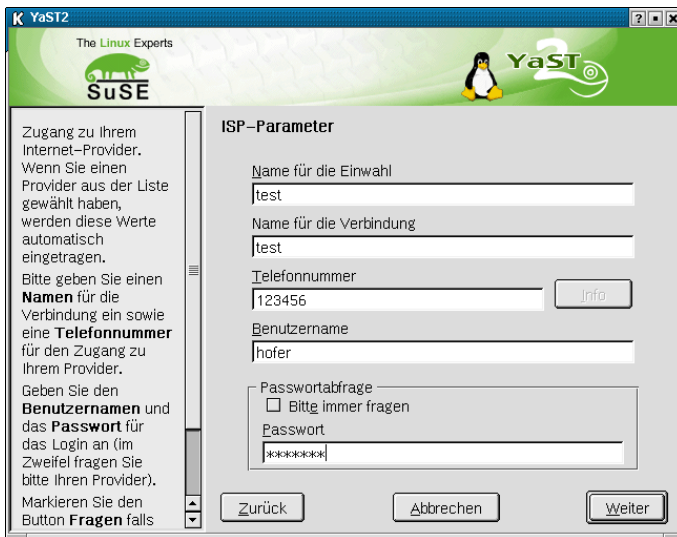 YaST2
The Linux Experts
SuSE
YaST 2
Zugang zu Ihrem
Internet-Provider.
Wenn Sie einen
Provider aus der Liste
gewählt haben,
werden diese Werte
automatisch
eingetragen.
Bitte geben Sie einen
Namen für die
Verbindung ein sowie
eine Telefonnummer
für den Zugang zu
Ihrem Provider.
Geben Sie den
Benutzernamen und
das Passwort für
das Login an (im
Zweifel fragen Sie
bitte Ihren Provider).
Markieren Sie den
Button Fragen falls
ISP-Parameter
Name für die Einwahl
test
Name für die Verbindung
test
Telefonnummer
123456
Info
Benutzername
hofer
Passwortabfrage
Bitte immer fragen
Passwort
*******
Zurück
Abbrechen
Weiter